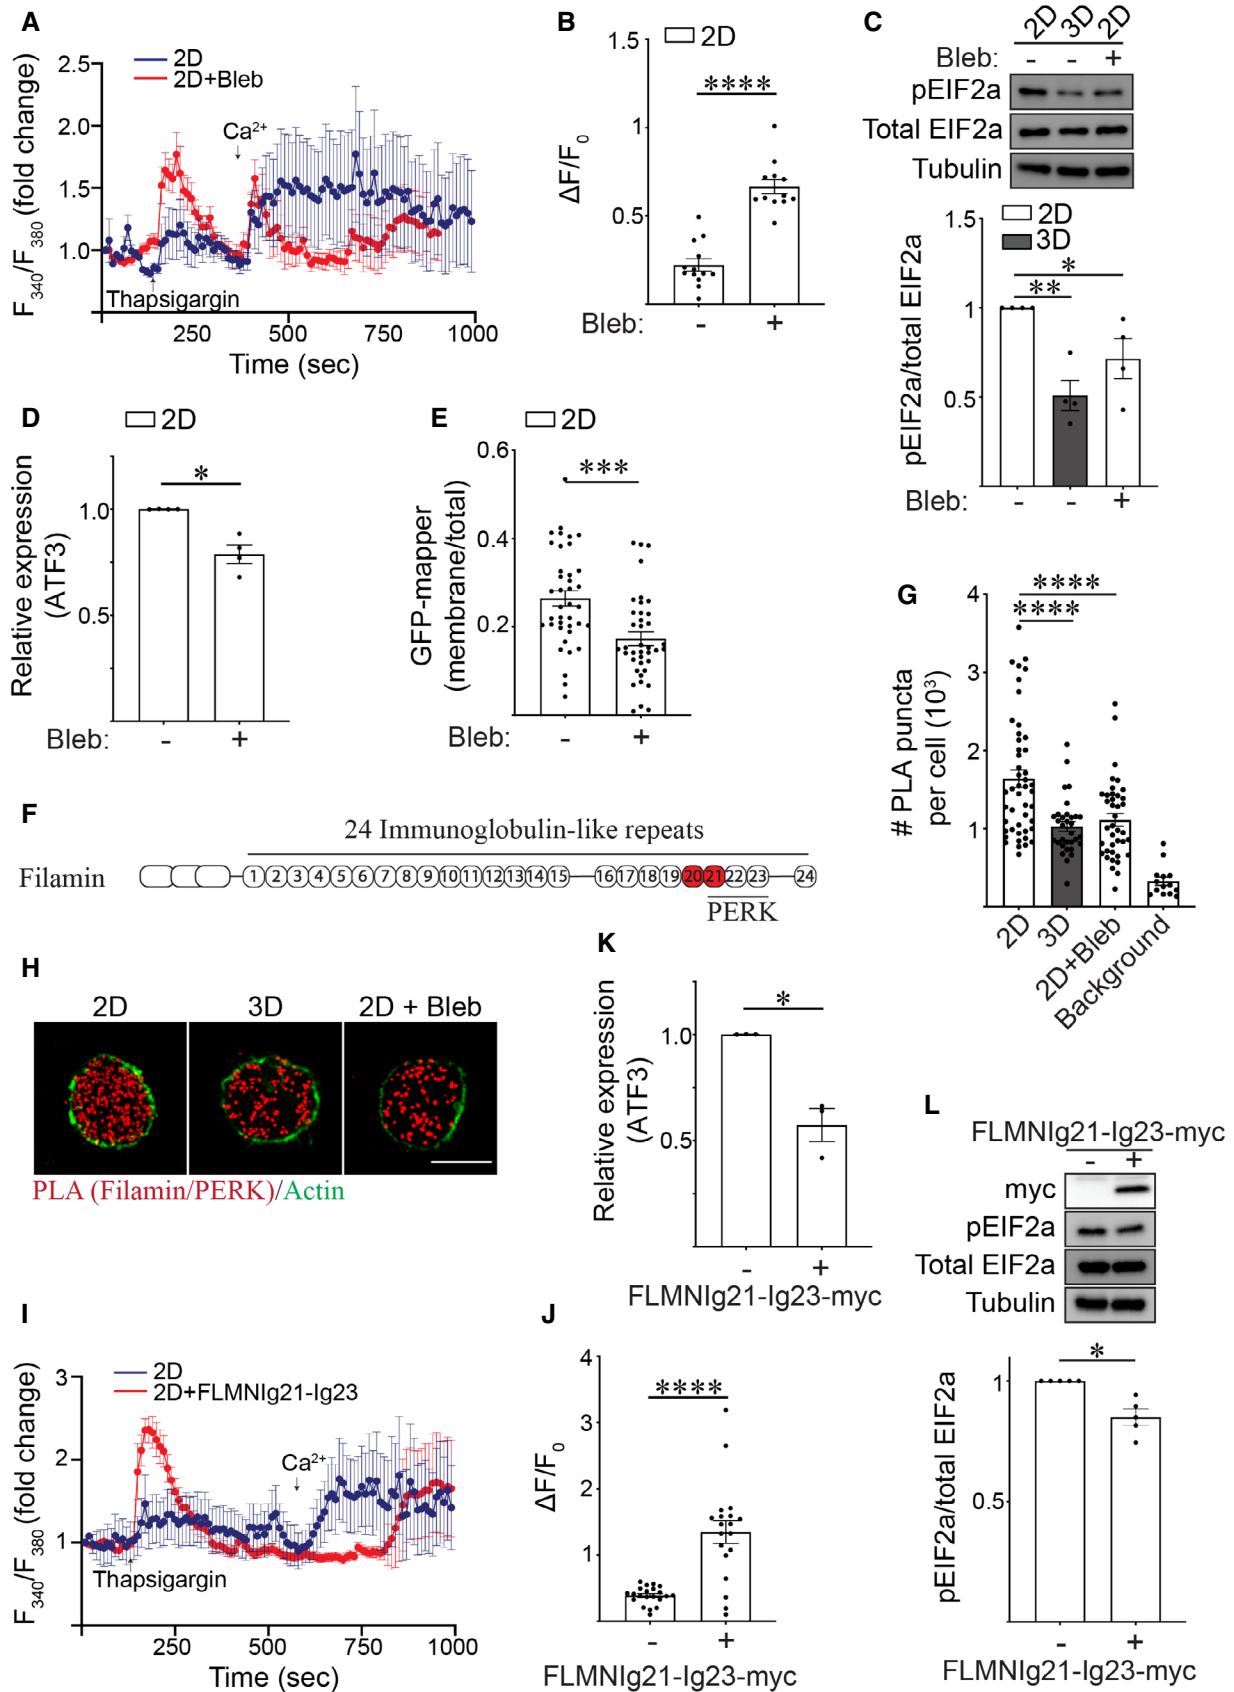 A
2D
2D+Bleb
Ca2+
Thapsigargin
F340/F380 (fold change)
2.5
2.0
1.5
1.0
250
500
750
1000
Time (sec)
B
2D
****
ΔF/F0
1.5
1
0.5
Bleb: - +
C
2D 3D 2D
Bleb: - - +
pEIF2a
Total EIF2a
Tubulin
2D
3D
*
**
pEIF2a/total EIF2a
1.5
1
0.5
Bleb: - - +
D
2D
*
Relative expression
(ATF3)
1.0
0.5
Bleb: - +
E
2D
***
GFP-mapper
(membrane/total)
0.6
0.4
0.2
Bleb: - +
F
24 Immunoglobulin-like repeats
Filamin
1 2 3 4 5 6 7 8 9 10 11 12 13 14 15 16 17 18 19 20 21 22 23 24
PERK
G
****
****
# PLA puncta
per cell (10³)
4
3
2
1
2D
3D
2D+Bleb
Background
H
2D 3D 2D + Bleb
PLA (Filamin/PERK)/Actin
K
*
Relative expression
(ATF3)
1.0
0.5
- +
FLMNIg21-Ig23-myc
L
FLMNIg21-Ig23-myc
- +
myc
pEIF2a
Total EIF2a
Tubulin
*
pEIF2a/total EIF2a
1
0.5
- +
FLMNIg21-Ig23-myc
I
2D
2D+FLMNIg21-Ig23
Ca2+
Thapsigargin
F340/F380 (fold change)
3
2
1
250
500
750
1000
Time (sec)
J
****
ΔF/F0
4
3
2
1
- +
FLMNIg21-Ig23-myc